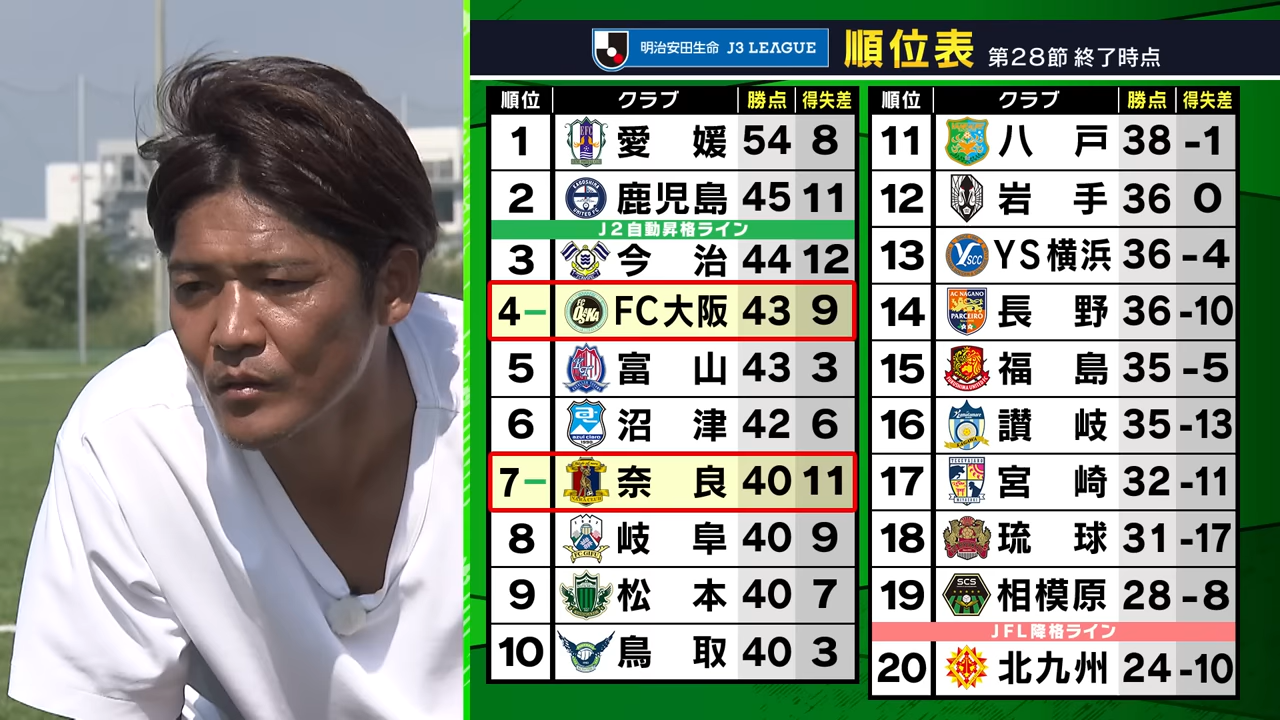 明治安田生命 J3 LEAGUE 順位表 第28節 終了時点
順位 クラブ 勝点 得失差
1 愛媛 54 8
2 鹿児島 45 11
J2自動昇格ライン
3 今治 44 12
4 FC大阪 43 9
5 富山 43 3
6 沼津 42 6
7 奈良 40 11
8 岐阜 40 9
9 松本 40 7
10 鳥取 40 3
順位 クラブ 勝点 得失差
11 八戸 38 -1
12 岩手 36 0
13 YS横浜 36 -4
14 長野 36 -10
15 福島 35 -5
16 讃岐 35 -13
17 宮崎 32 -11
18 琉球 31 -17
19 相模原 28 -8
JFL降格ライン
20 北九州 24 -10